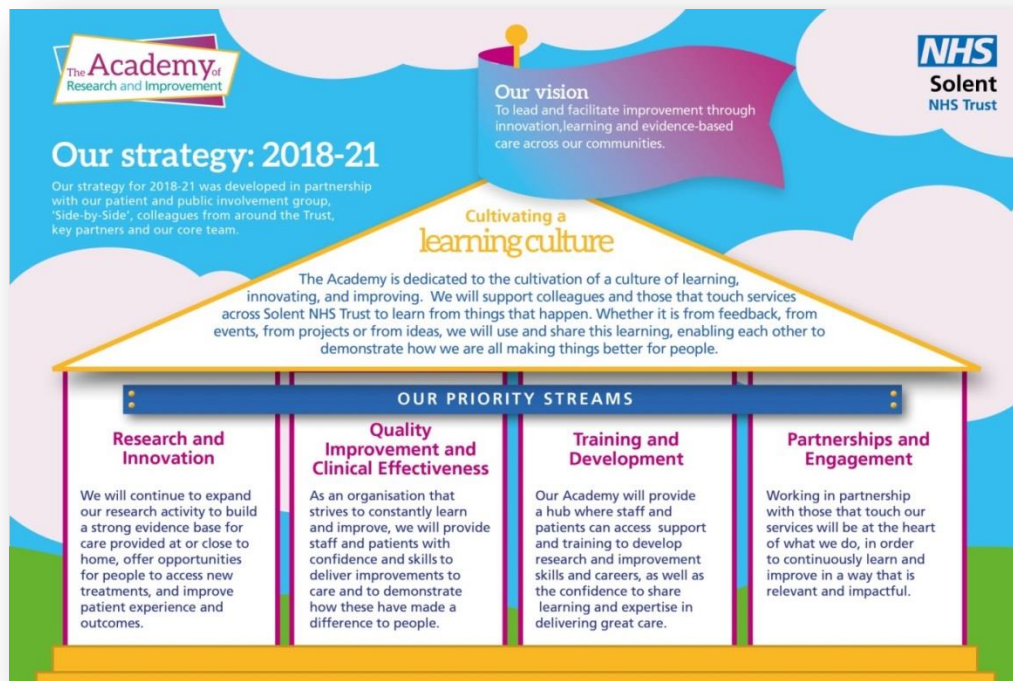 The Academy of
Research and Improvement
NHS
Solent
NHS Trust
Our vision
To lead and facilitate improvement through
innovation,learning and evidence-based
care across our communities.
Our strategy: 2018-21
Our strategy for 2018-21 was developed in partnership
with our patient and public involvement group,
‘Side-by-Side’, colleagues from around the Trust,
key partners and our core team.
Cultivating a
learning culture
The Academy is dedicated to the cultivation of a culture of learning,
innovating, and improving. We will support colleagues and those that touch services
across Solent NHS Trust to learn from things that happen. Whether it is from feedback, from
events, from projects or from ideas, we will use and share this learning, enabling each other to
demonstrate how we are all making things better for people.
OUR PRIORITY STREAMS
Research and
Innovation
We will continue to expand
our research activity to build
a strong evidence base for
care provided at or close to
home, offer opportunities
for people to access new
treatments, and improve
patient experience and
outcomes.
Quality
Improvement and
Clinical Effectiveness
As an organisation that
strives to constantly learn
and improve, we will provide
staff and patients with
confidence and skills to
deliver improvements to
care and to demonstrate
how these have made a
difference to people.
Training and
Development
Our Academy will provide
a hub where staff and
patients can access support
and training to develop
research and improvement
skills and careers, as well as
the confidence to share
learning and expertise in
delivering great care.
Partnerships and
Engagement
Working in partnership
with those that touch our
services will be at the heart
of what we do, in order
to continuously learn and
improve in a way that is
relevant and impactful.